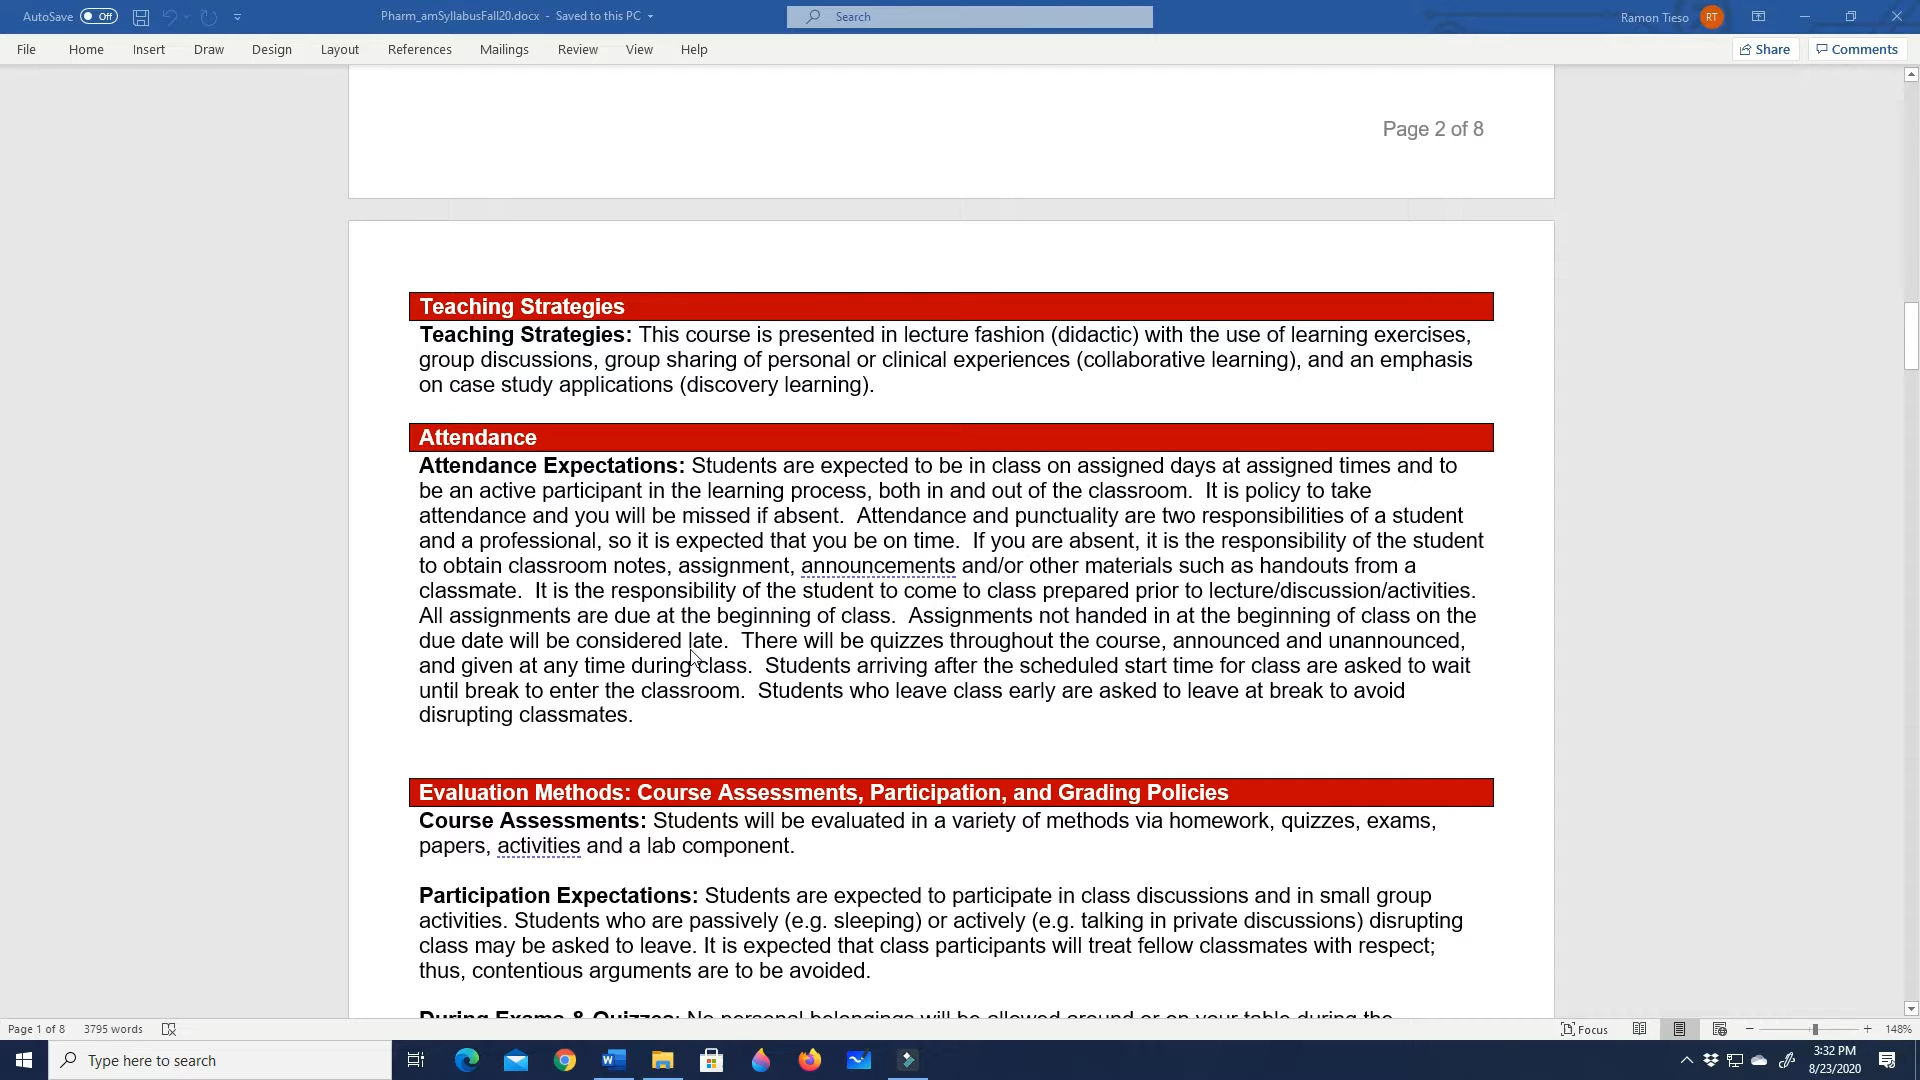 AutoSave Off Pharm_amSyllabusFall20.docx - Saved to this PC Search Ramon Tieso RT
File Home Insert Draw Design Layout References Mailings Review View Help Share Comments
Page 2 of 8
Teaching Strategies
Teaching Strategies: This course is presented in lecture fashion (didactic) with the use of learning exercises,
group discussions, group sharing of personal or clinical experiences (collaborative learning), and an emphasis
on case study applications (discovery learning).
Attendance
Attendance Expectations: Students are expected to be in class on assigned days at assigned times and to
be an active participant in the learning process, both in and out of the classroom. It is policy to take
attendance and you will be missed if absent. Attendance and punctuality are two responsibilities of a student
and a professional, so it is expected that you be on time. If you are absent, it is the responsibility of the student
to obtain classroom notes, assignment, announcements and/or other materials such as handouts from a
classmate. It is the responsibility of the student to come to class prepared prior to lecture/discussion/activities.
All assignments are due at the beginning of class. Assignments not handed in at the beginning of class on the
due date will be considered late. There will be quizzes throughout the course, announced and unannounced,
and given at any time during class. Students arriving after the scheduled start time for class are asked to wait
until break to enter the classroom. Students who leave class early are asked to leave at break to avoid
disrupting classmates.
Evaluation Methods: Course Assessments, Participation, and Grading Policies
Course Assessments: Students will be evaluated in a variety of methods via homework, quizzes, exams,
papers, activities and a lab component.
Participation Expectations: Students are expected to participate in class discussions and in small group
activities. Students who are passively (e.g. sleeping) or actively (e.g. talking in private discussions) disrupting
class may be asked to leave. It is expected that class participants will treat fellow classmates with respect;
thus, contentious arguments are to be avoided.
During Exams & Quizzes: No personal belongings will be allowed around or on your table during the
Page 1 of 8 3795 words Focus 148%
Type here to search 3:32 PM
8/23/2020